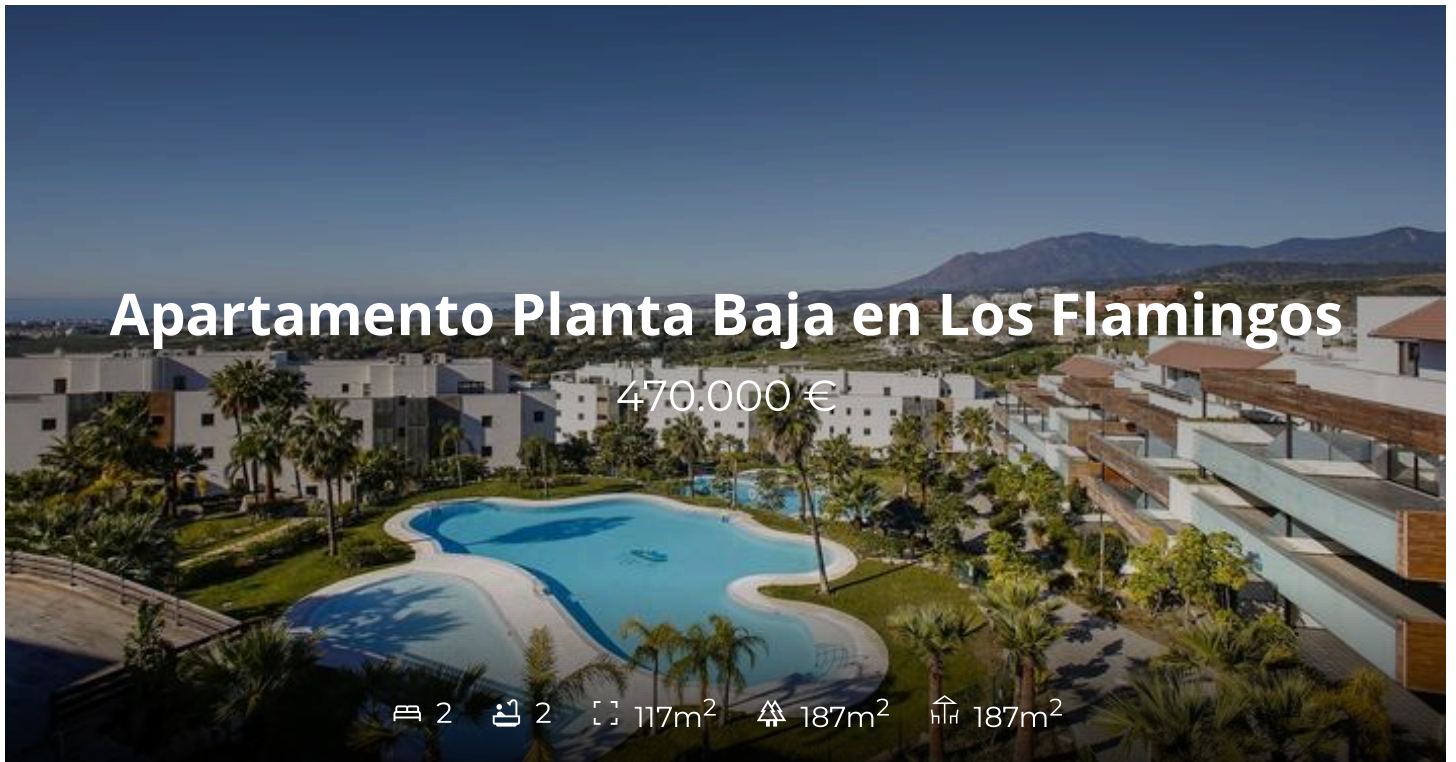 Apartamento Planta Baja en Los Flamingos
470.000 €
2 2 117m² 187m² 187m²